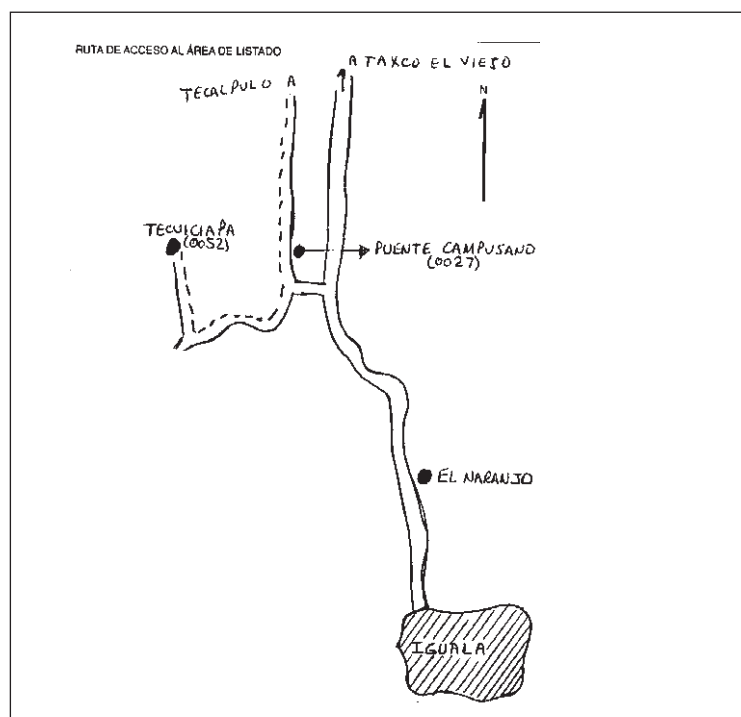 RUTA DE ACCESO AL ÁREA DE LISTADO
A TAXCO EL VIEJO
TECALPULO A
N
TECUICIAPA
(0052)
PUENTE CAMPUSANO
(0027)
EL NARANJO
IGUALA